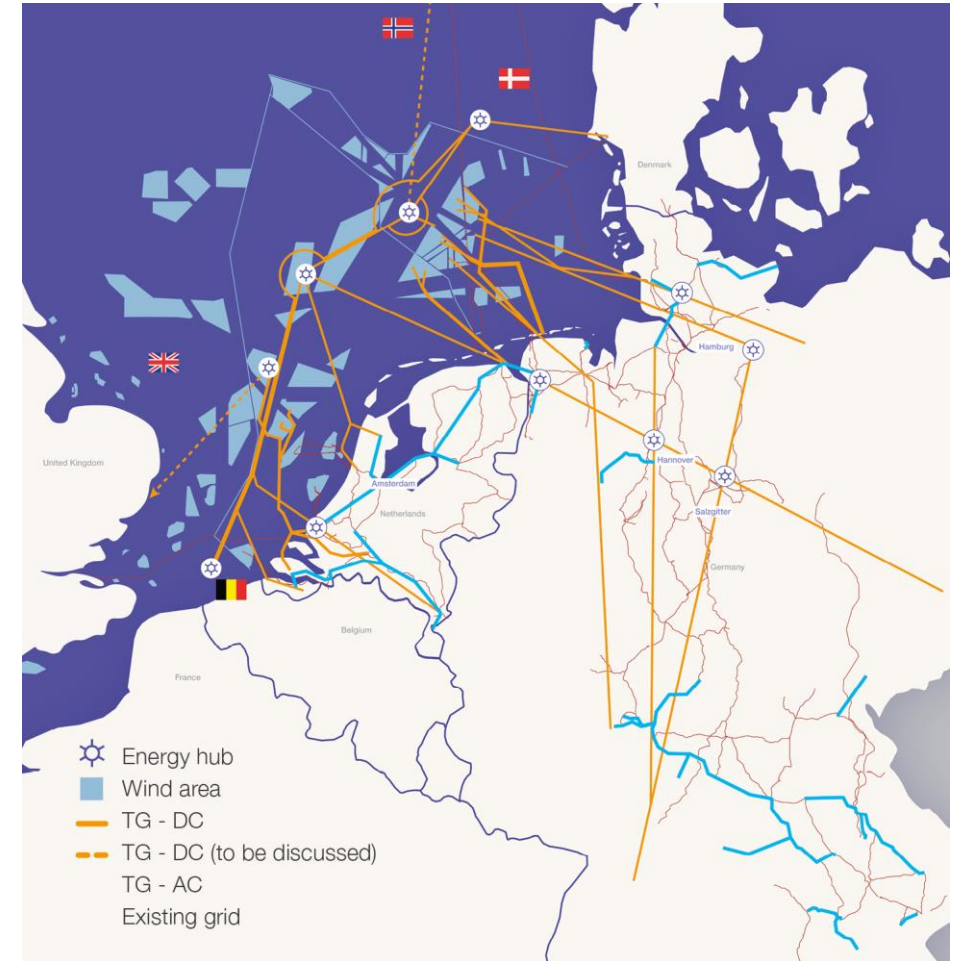 Denmark
Hamburg
United Kingdom
Hannover
Amsterdam
Netherlands
Salzgitter
Germany
Belgium
France
Energy hub
Wind area
TG - DC
TG - DC (to be discussed)
TG - AC
Existing grid